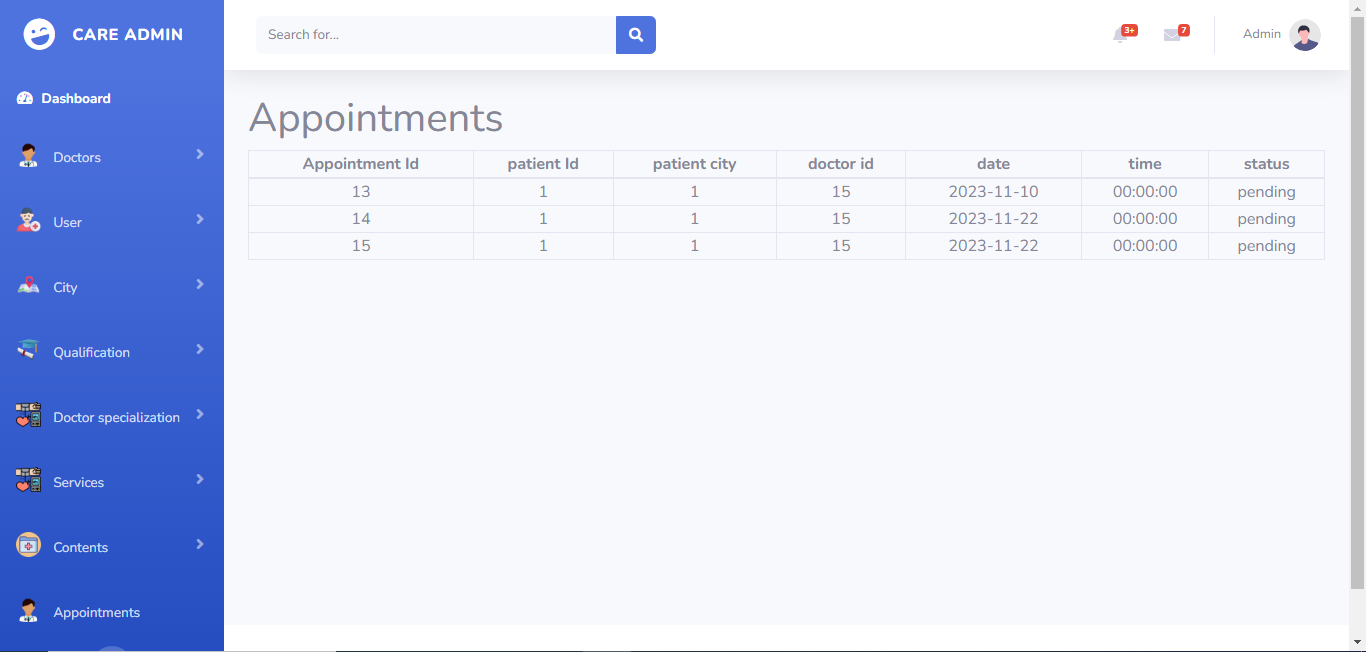 CARE ADMIN
Search for...
3+
7
Admin
Dashboard
Doctors
User
City
Qualification
Doctor specialization
Services
Contents
Appointments
Appointments
Appointment Id patient Id patient city doctor id date time status
13 1 1 15 2023-11-10 00:00:00 pending
14 1 1 15 2023-11-22 00:00:00 pending
15 1 1 15 2023-11-22 00:00:00 pending